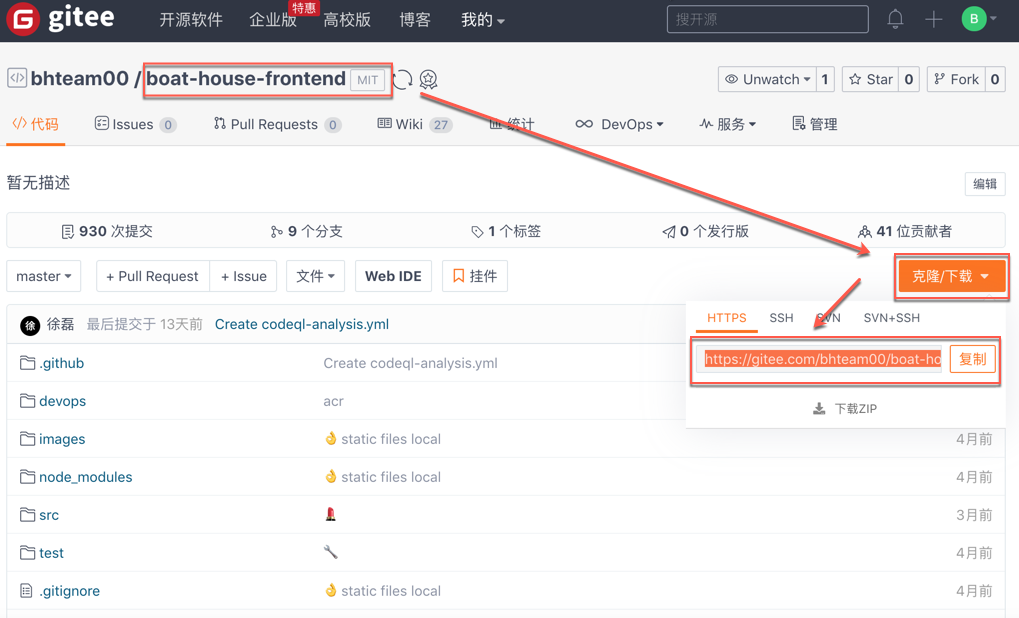 gitee 开源软件 企业版 特惠 高校版 博客 我的 搜开源 B
bhteam00 / boat-house-frontend MIT Unwatch 1 Star 0 Fork 0
代码 Issues 0 Pull Requests 0 Wiki 27 统计 DevOps 服务 管理
暂无描述 编辑
930 次提交 9 个分支 1 个标签 0 个发行版 41 位贡献者
master + Pull Request + Issue 文件 Web IDE 挂件 克隆/下载
徐 徐磊 最后提交于 13天前 Create codeql-analysis.yml
HTTPS SSH SVN SVN+SSH
https://gitee.com/bhteam00/boat-ho 复制
下载ZIP
.github Create codeql-analysis.yml
devops acr
images 👌 static files local 4月前
node_modules 👌 static files local 4月前
src 🚨 3月前
test 🔧 4月前
.gitignore 👌 static files local 4月前